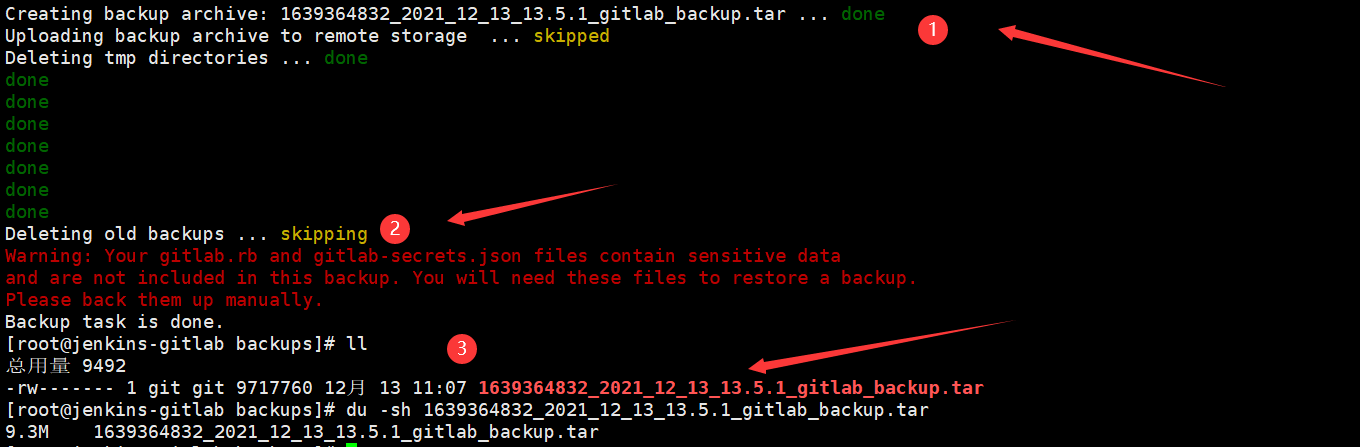 Creating backup archive: 1639364832_2021_12_13_13.5.1_gitlab_backup.tar ... done
1
Uploading backup archive to remote storage  ... skipped
Deleting tmp directories ... done
done
done
done
done
done
done
done
Deleting old backups ... skipping
2
Warning: Your gitlab.rb and gitlab-secrets.json files contain sensitive data
and are not included in this backup. You will need these files to restore a backup.
Please back them up manually.
Backup task is done.
[root@jenkins-gitlab backups]# ll
3
总用量 9492
-rw------- 1 git git 9717760 12月 13 11:07 1639364832_2021_12_13_13.5.1_gitlab_backup.tar
[root@jenkins-gitlab backups]# du -sh 1639364832_2021_12_13_13.5.1_gitlab_backup.tar
9.3M    1639364832_2021_12_13_13.5.1_gitlab_backup.tar